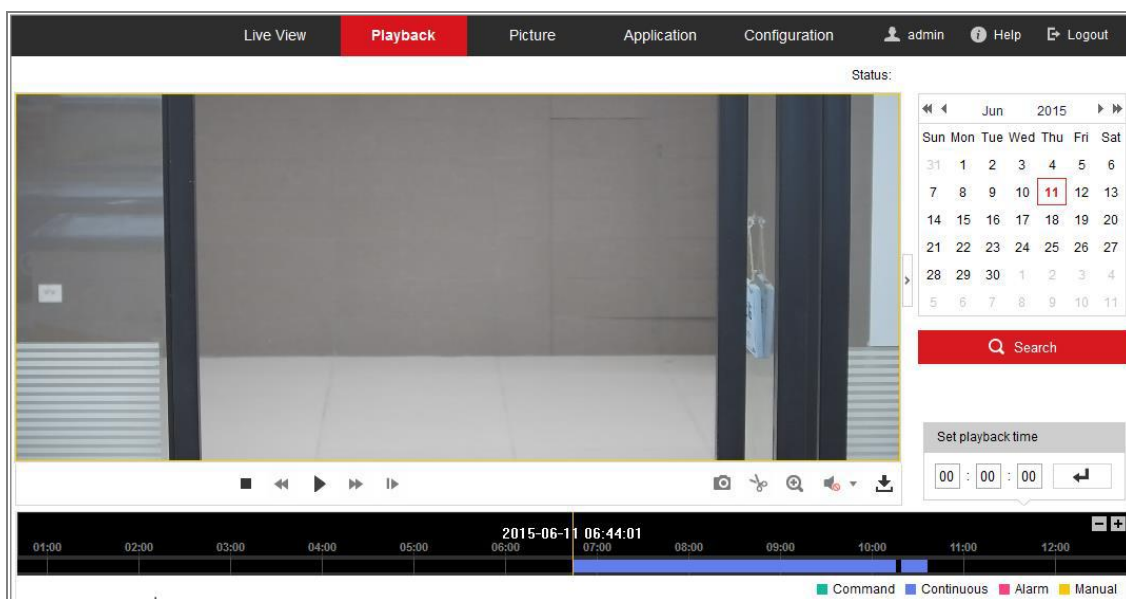 Live View Playback Picture Application Configuration admin Help Logout
Status:
Jun 2015
Sun Mon Tue Wed Thu Fri Sat
31 1 2 3 4 5 6
7 8 9 10 11 12 13
14 15 16 17 18 19 20
21 22 23 24 25 26 27
28 29 30 1 2 3 4
5 6 7 8 9 10 11
Search
Set playback time
00 : 00 : 00
2015-06-11 06:44:01
01:00 02:00 03:00 04:00 05:00 06:00 07:00 08:00 09:00 10:00 11:00 12:00
Command Continuous Alarm Manual